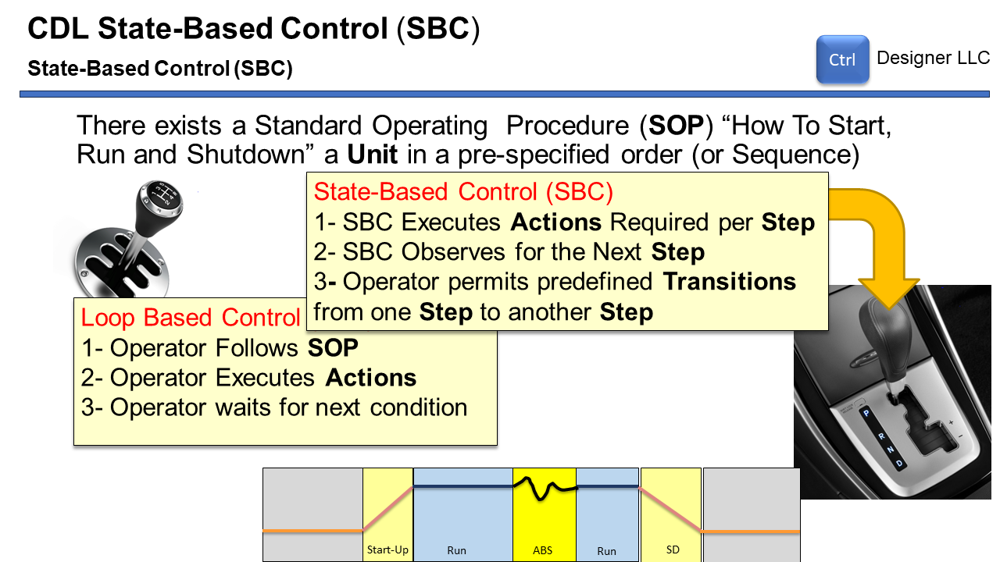 CDL State-Based Control (SBC)
State-Based Control (SBC)
Ctrl
Designer LLC
There exists a Standard Operating  Procedure (SOP) “How To Start,
Run and Shutdown” a Unit in a pre-specified order (or Sequence)
State-Based Control (SBC)
1- SBC Executes Actions Required per Step
2- SBC Observes for the Next Step
3- Operator permits predefined Transitions
from one Step to another Step
Loop Based Control
1- Operator Follows SOP
2- Operator Executes Actions
3- Operator waits for next condition
P
R
N
D
+
-
Start-Up
Run
ABS
Run
SD